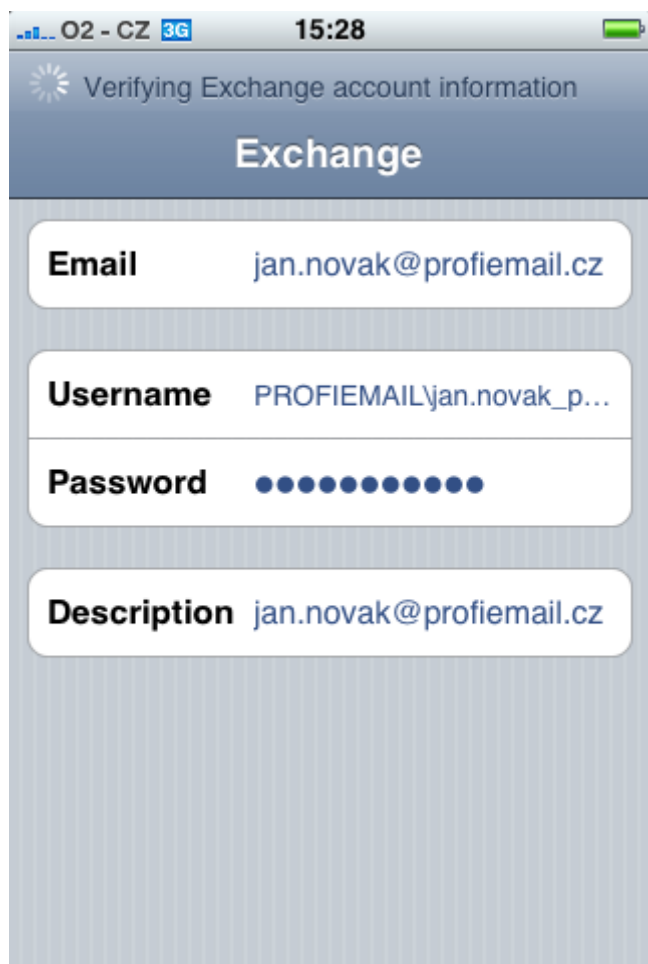 O2 - CZ 3G 15:28
Verifying Exchange account information
Exchange
Email jan.novak@profiemail.cz
Username PROFIEMAIL\jan.novak_p...
Password ●●●●●●●●●●●
Description jan.novak@profiemail.cz